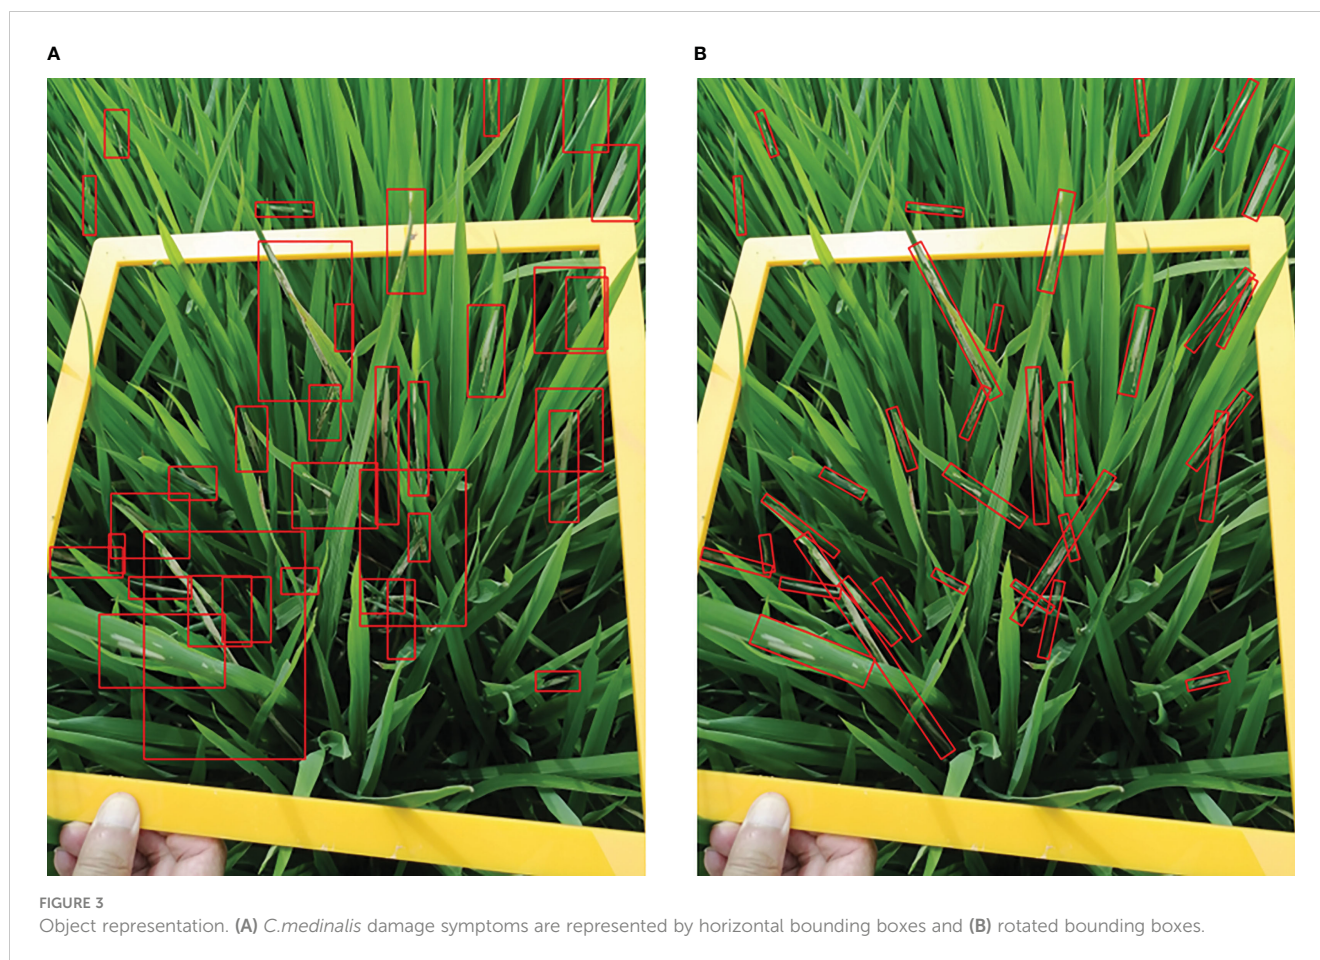 A
B
FIGURE 3
Object representation. (A) C.medinalis damage symptoms are represented by horizontal bounding boxes and (B) rotated bounding boxes.